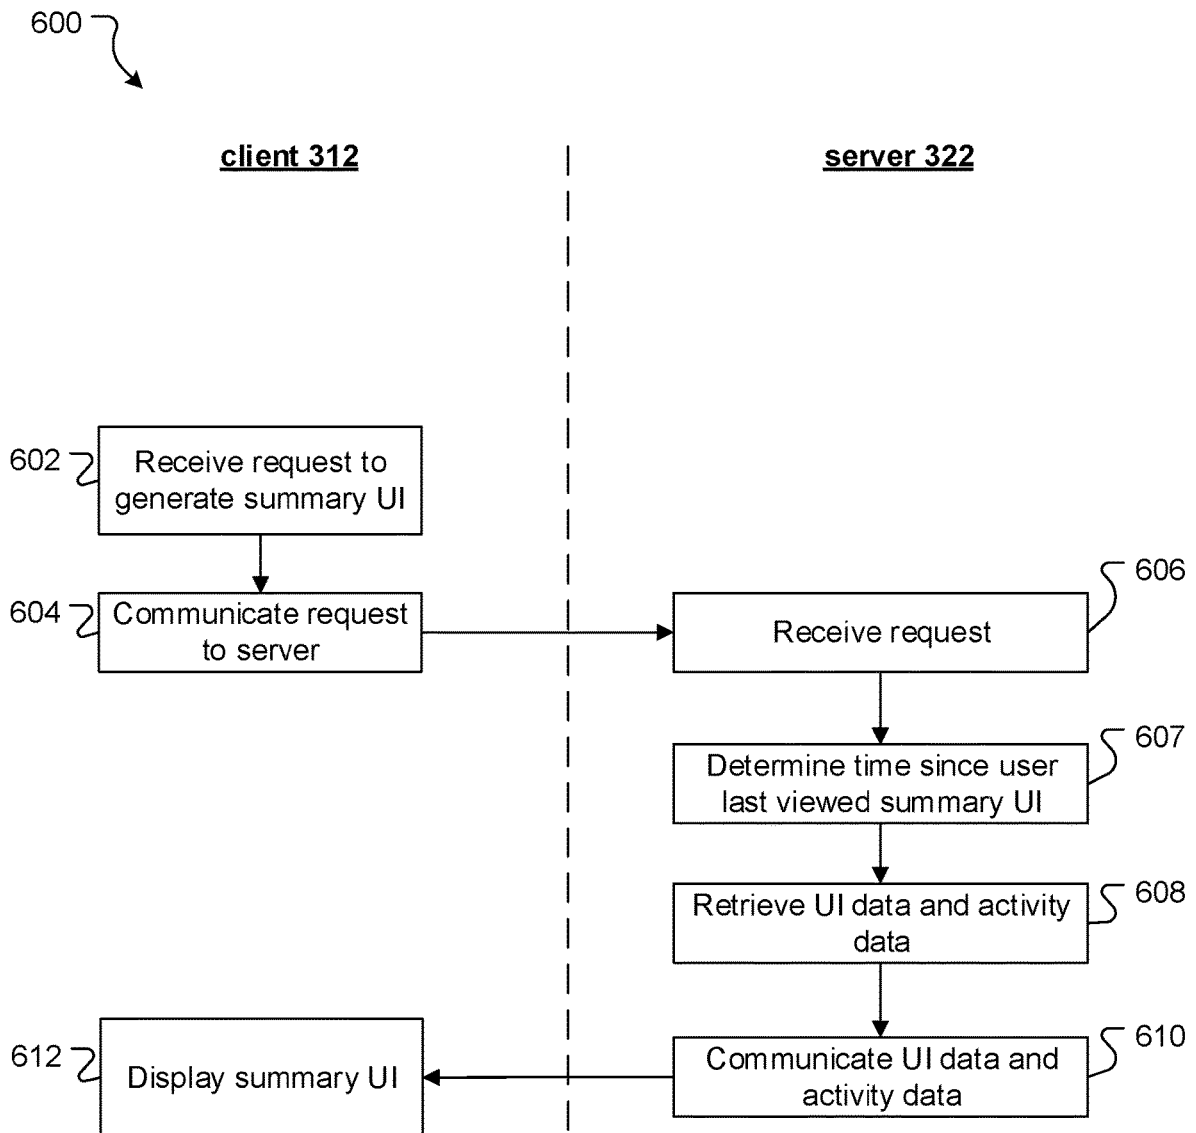 600
client 312
server 322
602
Receive request to
generate summary UI
604
Communicate request
to server
606
Receive request
607
Determine time since user
last viewed summary UI
608
Retrieve UI data and activity
data
610
Communicate UI data and
activity data
612
Display summary UI